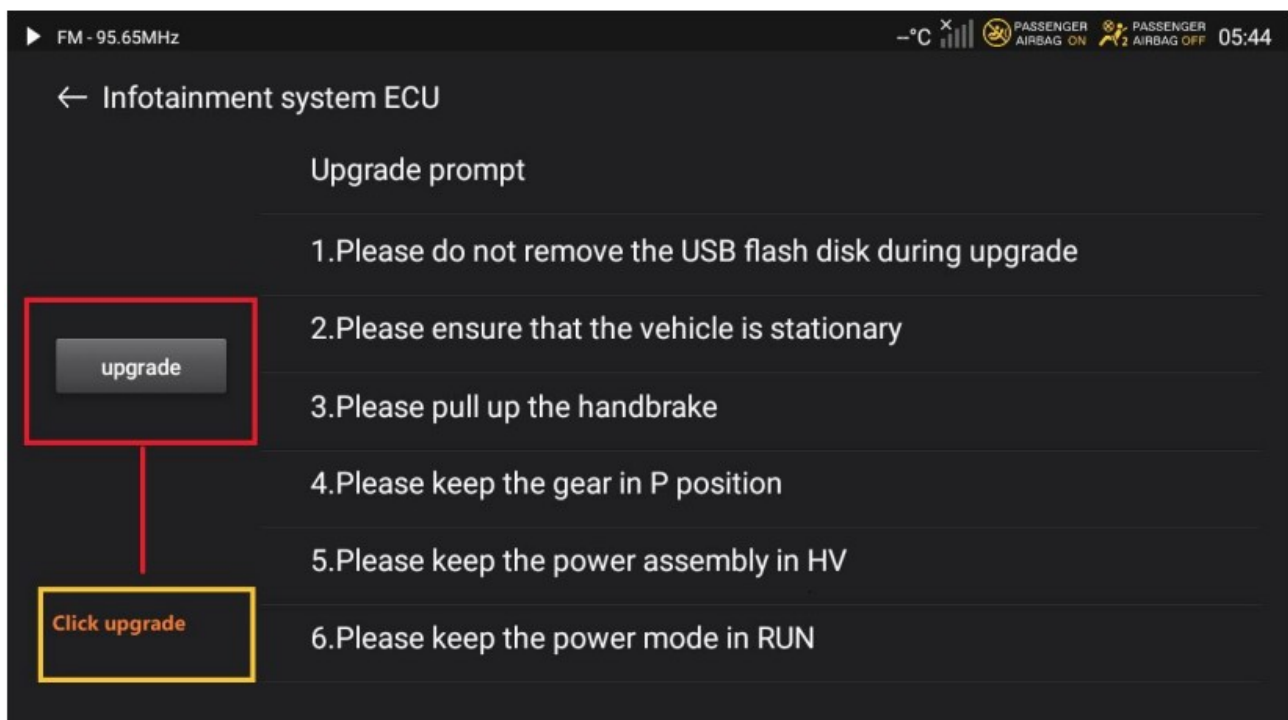 FM - 95.65MHz
--°C
PASSENGER AIRBAG ON
PASSENGER AIRBAG OFF
2
05:44
← Infotainment system ECU
Upgrade prompt
1.Please do not remove the USB flash disk during upgrade
2.Please ensure that the vehicle is stationary
upgrade
3.Please pull up the handbrake
4.Please keep the gear in P position
5.Please keep the power assembly in HV
Click upgrade
6.Please keep the power mode in RUN